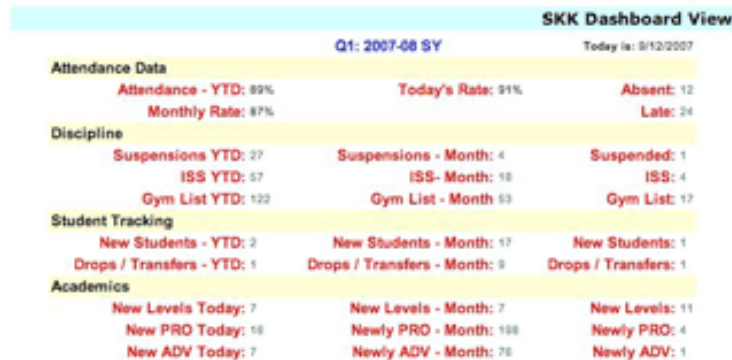 SKK Dashboard View
Q1: 2007-08 SY Today is: 9/12/2007
Attendance Data
Attendance - YTD: 89% Today's Rate: 91% Absent: 12
Monthly Rate: 87% Late: 24
Discipline
Suspensions YTD: 27 Suspensions - Month: 4 Suspended: 1
ISS YTD: 57 ISS- Month: 18 ISS: 4
Gym List YTD: 122 Gym List - Month 53 Gym List: 17
Student Tracking
New Students - YTD: 2 New Students - Month: 17 New Students: 1
Drops / Transfers - YTD: 1 Drops / Transfers - Month: 9 Drops / Transfers: 1
Academics
New Levels Today: 7 New Levels - Month: 7 New Levels: 11
New PRO Today: 16 Newly PRO - Month: Newly PRO: 4
New ADV Today: 7 Newly ADV - Month: 76 Newly ADV: 1